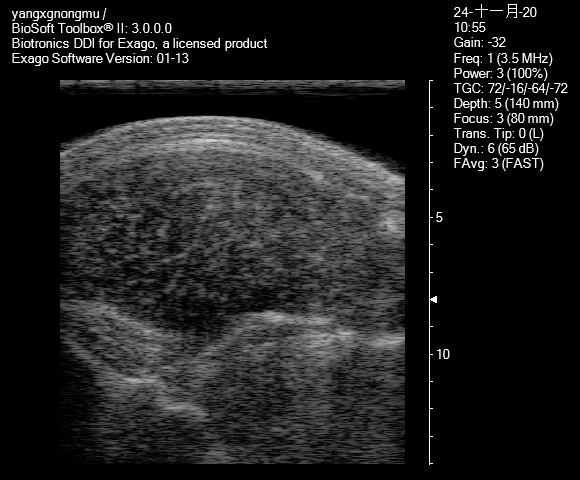 yangxgnongmu /
BioSoft Toolbox® II: 3.0.0.0
Biotronics DDI for Exago, a licensed product
Exago Software Version: 01-13
24-十一月-20
10:55
Gain: -32
Freq: 1 (3.5 MHz)
Power: 3 (100%)
TGC: 72/-16/-64/-72
Depth: 5 (140 mm)
Focus: 3 (80 mm)
Trans. Tip: 0 (L)
Dyn.: 6 (65 dB)
FAvg: 3 (FAST)
5
10